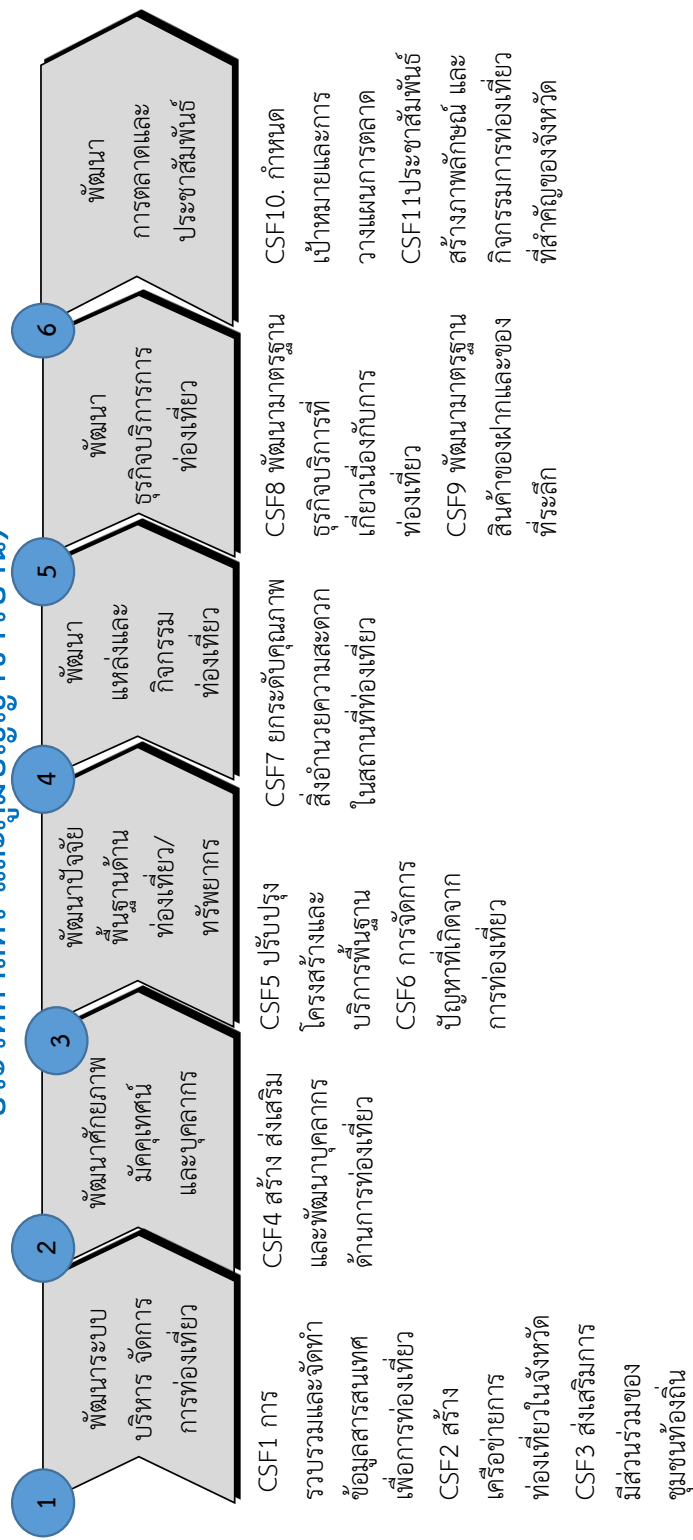 1
พัฒนาระบบ
บริหาร จัดการ
การท่องเที่ยว
2
พัฒนาศักยภาพ
มัคคุเทศน์
และบุคลากร
3
พัฒนาปัจจัย
พื้นฐานด้าน
ท่องเที่ยว/
ทรัพยากร
4
พัฒนา
แหล่งและ
กิจกรรม
ท่องเที่ยว
5
พัฒนา
ธุรกิจบริการการ
ท่องเที่ยว
6
พัฒนา
การตลาดและ
ประชาสัมพันธ์
CSF1 การ
รวบรวมและจัดทำ
ข้อมูลสารสนเทศ
เพื่อการท่องเที่ยว
CSF2 สร้าง
เครือข่ายการ
ท่องเที่ยวในจังหวัด
CSF3 ส่งเสริมการ
มีส่วนร่วมของ
ชุมชนท้องถิ่น
CSF4 สร้าง ส่งเสริม
และพัฒนาบุคลากร
ด้านการท่องเที่ยว
CSF5 ปรับปรุง
โครงสร้างและ
บริการพื้นฐาน
CSF6 การจัดการ
ปัญหาที่เกิดจาก
การท่องเที่ยว
CSF7 ยกระดับคุณภาพ
สิ่งอำนวยความสะดวก
ในสถานที่ท่องเที่ยว
CSF8 พัฒนามาตรฐาน
ธุรกิจบริการที่
เกี่ยวเนื่องกับการ
ท่องเที่ยว
CSF9 พัฒนามาตรฐาน
สินค้าของฝากและของ
ที่ระลึก
CSF10. กำหนด
เป้าหมายและการ
วางแผนการตลาด
CSF11ประชาสัมพันธ์
สร้างภาพลักษณ์ และ
กิจกรรมการท่องเที่ยว
ที่สำคัญของจังหวัด